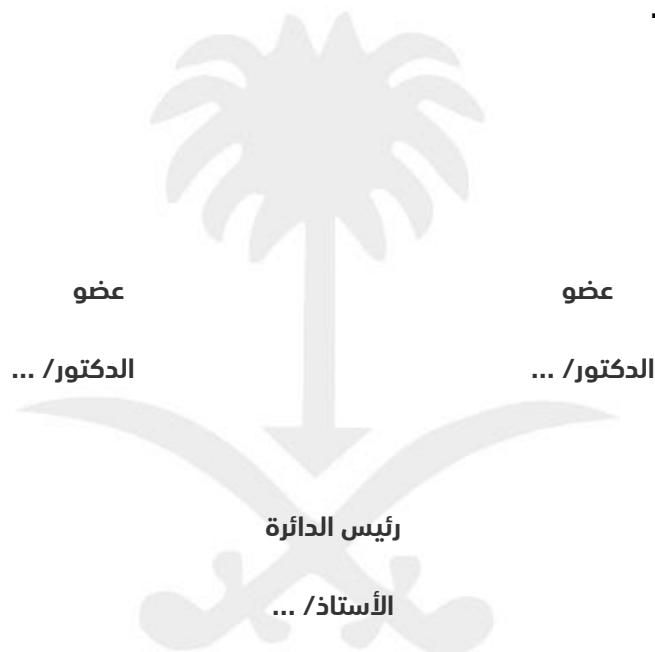 .
عضو عضو
الدكتور/ ... الدكتور/ ...
رئيس الدائرة
الأستاذ/ ...